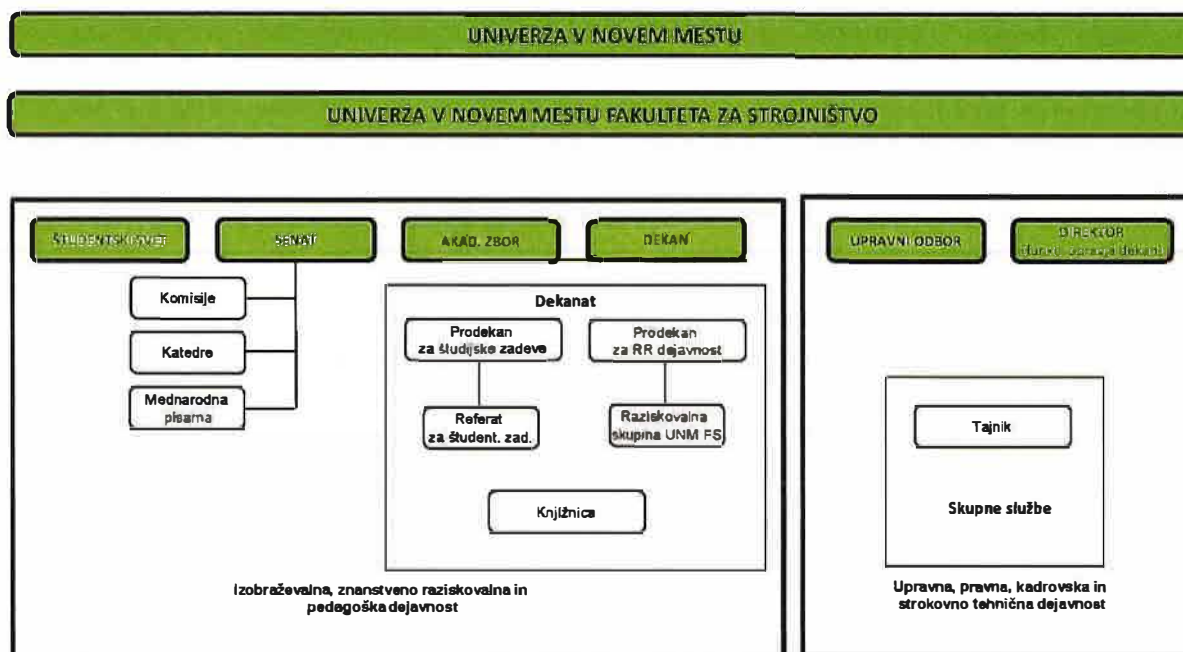 UNIVERZA V NOVEM MESTU
UNIVERZA V NOVEM MESTU FAKULTETA ZA STROJNIŠTVO
ŠTUDENTSKI SVET
SENAT
AKAD. ZBOR
DEKAN
Komisije
Katedre
Mednarodna
pisarna
Dekanat
Prodekan
za študijske zadeve
Prodekan
za RR dejavnost
Referat
za študent. zad.
Raziskovalna
skupina UNM FS
Knjižnica
Izobraževalna, znanstveno raziskovalna in
pedagoška dejavnost
UPRAVNI ODBOR
DIREKTOR
dekan)
Tajnik
Skupne službe
Upravna, pravna, kadrovska in
strokovno tehnična dejavnost